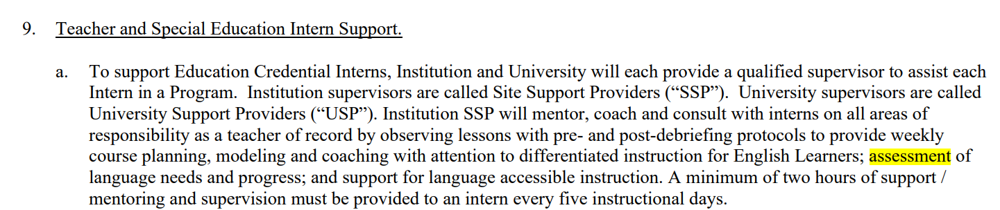 9. Teacher and Special Education Intern Support.
a. To support Education Credential Interns, Institution and University will each provide a qualified supervisor to assist each
Intern in a Program.  Institution supervisors are called Site Support Providers (“SSP”).  University supervisors are called
University Support Providers (“USP”). Institution SSP will mentor, coach and consult with interns on all areas of
responsibility as a teacher of record by observing lessons with pre- and post-debriefing protocols to provide weekly
course planning, modeling and coaching with attention to differentiated instruction for English Learners; assessment of
language needs and progress; and support for language accessible instruction. A minimum of two hours of support /
mentoring and supervision must be provided to an intern every five instructional days.